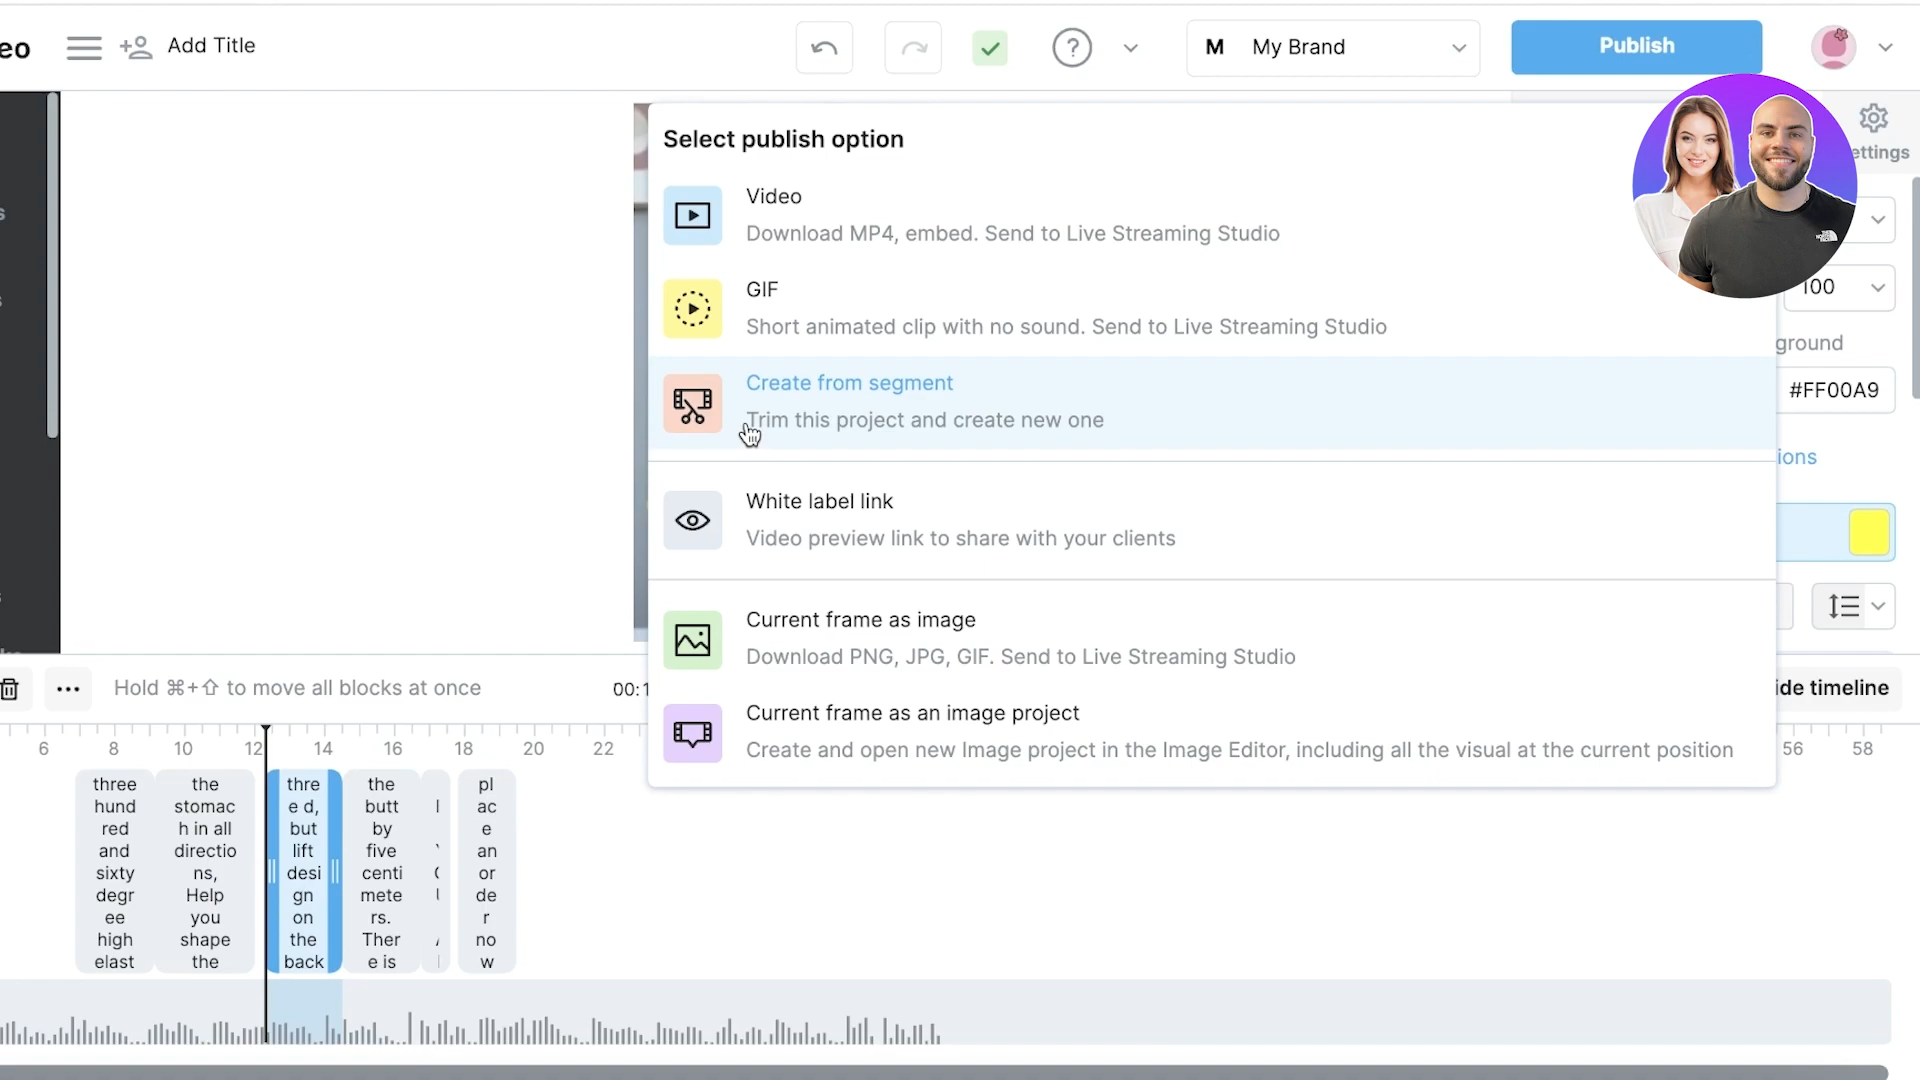 eo
Add Title
?
M My Brand
Publish
ettings
Select publish option
Video
Download MP4, embed. Send to Live Streaming Studio
GIF
Short animated clip with no sound. Send to Live Streaming Studio
Create from segment
Trim this project and create new one
White label link
Video preview link to share with your clients
Current frame as image
Download PNG, JPG, GIF. Send to Live Streaming Studio
Current frame as an image project
Create and open new Image project in the Image Editor, including all the visual at the current position
THE NORTH FACE
100
ground
#FF00A9
ions
Hold ⌘+⇧ to move all blocks at once
00:1
ide timeline
6 8 10 12 14 16 18 20 22 56 58
three
hund
red
and
sixty
degr
ee
high
elast
the
stomac
h in all
directio
ns,
Help
you
shape
the
thre
e d,
but
lift
desi
gn
on
the
back
the
butt
by
five
centi
mete
rs.
Ther
e is
pl
ac
e
an
or
de
r
no
w